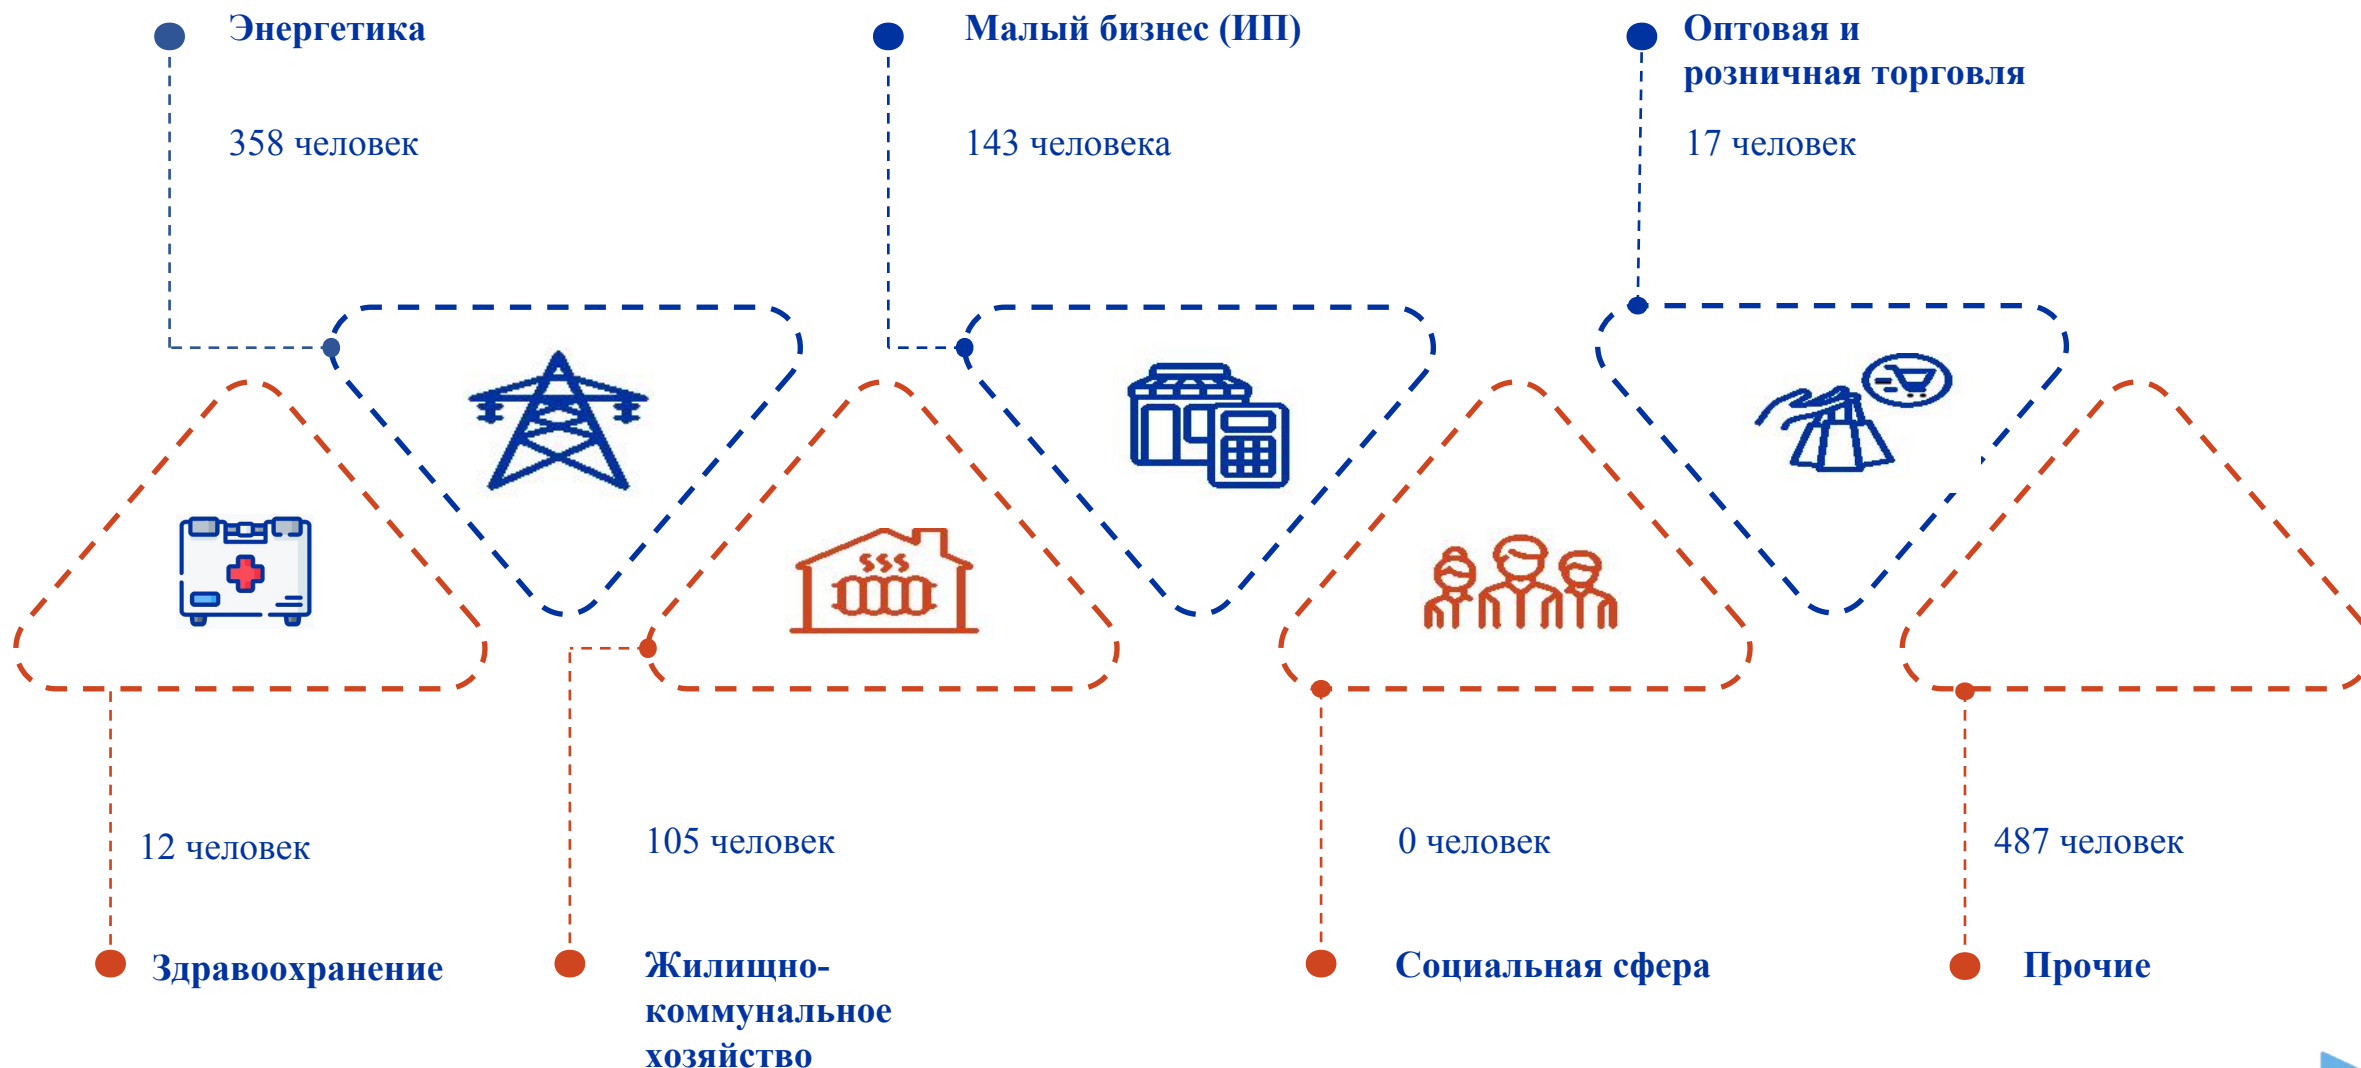 Энергетика
358 человек
Малый бизнес (ИП)
143 человека
Оптовая и
розничная торговля
17 человек
12 человек
Здравоохранение
105 человек
Жилищно-
коммунальное
хозяйство
0 человек
Социальная сфера
487 человек
Прочие